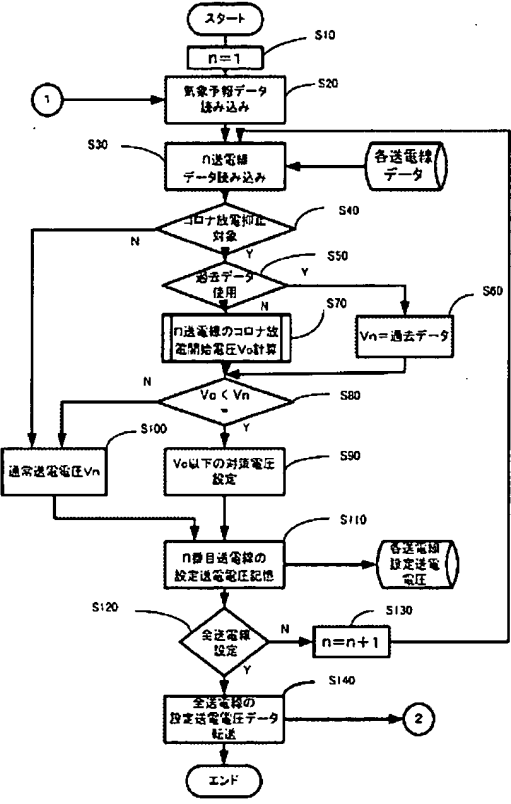 スタート
S10
n=1
S20
気象予報データ
読み込み
1
S30
n送電線
データ読み込み
各送電線
データ
S40
コロナ放電抑止
対象
N
Y
S50
過去データ
使用
Y
N
S60
Vn=過去データ
S70
n送電線のコロナ放
電開始電圧Vo計算
N
S80
Vo≦Vn
Y
S100
通常送電電圧Vn
S90
Vo以下の対策電圧
設定
S110
n番目送電線の
設定送電電圧記憶
各送電線
設定送電
電圧
S120
全送電線
設定
N
S130
n=n+1
Y
S140
全送電線の
設定送電電圧データ
転送
2
エンド